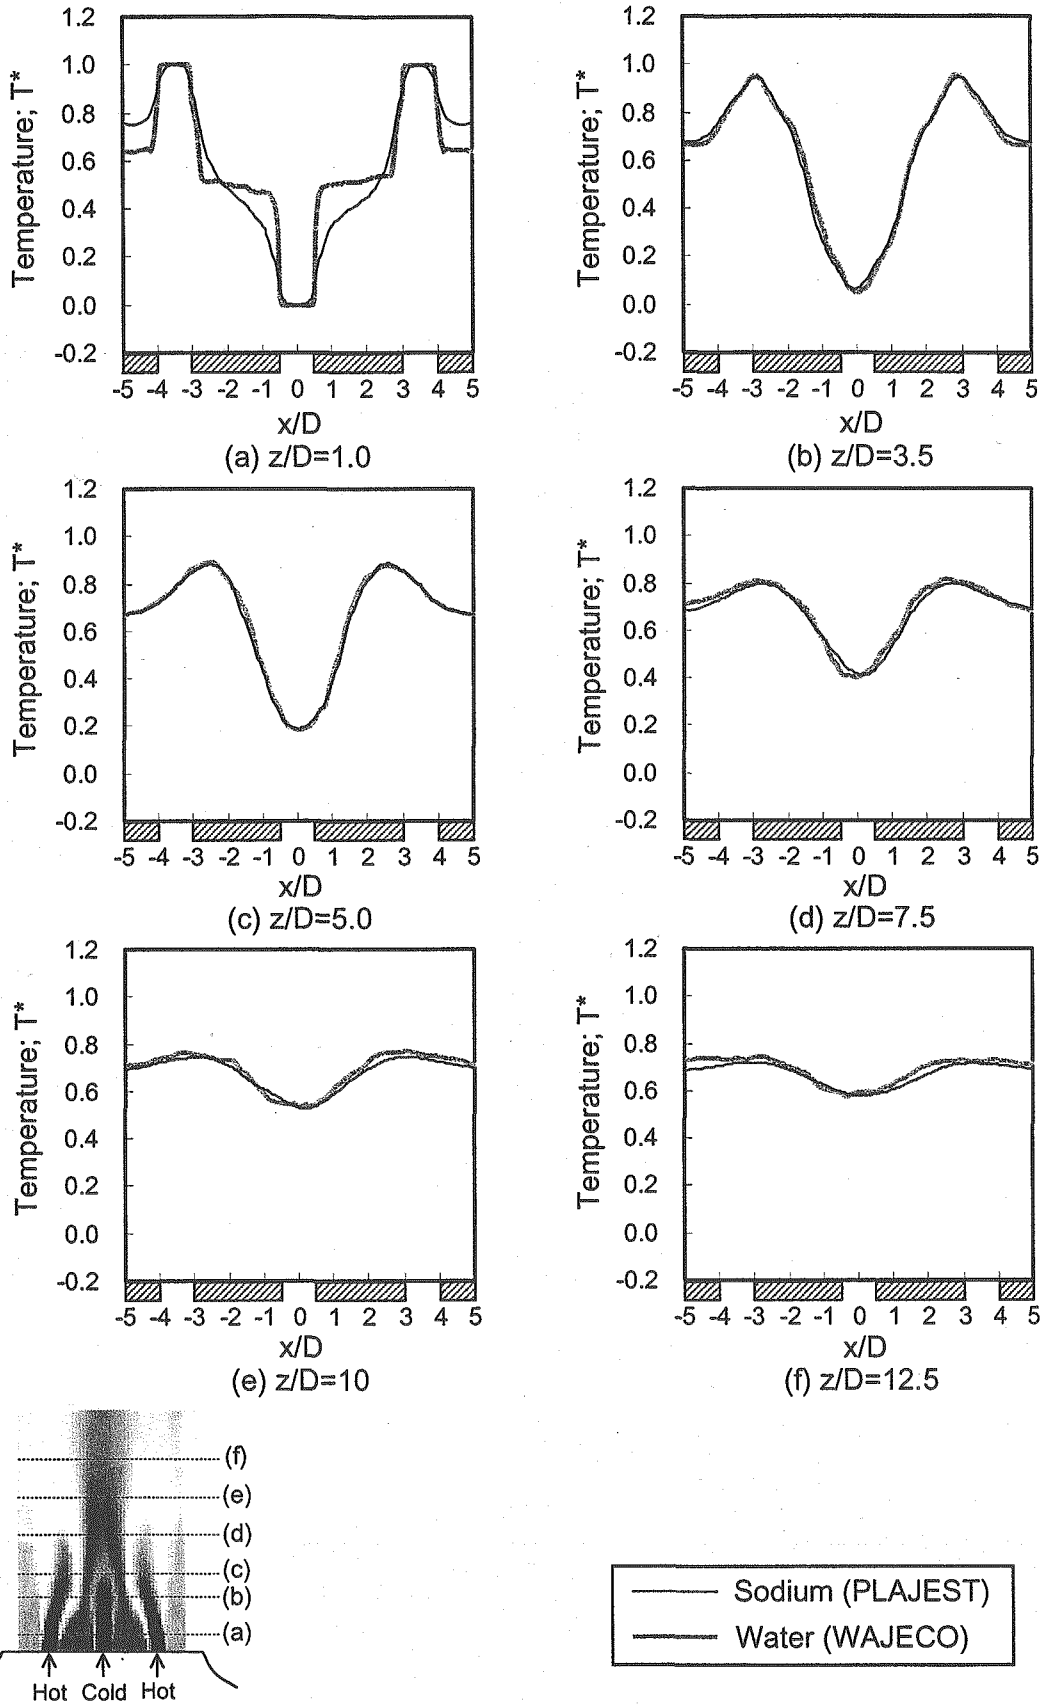 1.2
1.0
0.8
0.6
0.4
0.2
0.0
-0.2
Temperature; T*
-5 -4 -3 -2 -1 0 1 2 3 4 5
x/D
(a) z/D=1.0
1.2
1.0
0.8
0.6
0.4
0.2
0.0
-0.2
Temperature; T*
-5 -4 -3 -2 -1 0 1 2 3 4 5
x/D
(b) z/D=3.5
1.2
1.0
0.8
0.6
0.4
0.2
0.0
-0.2
Temperature; T*
-5 -4 -3 -2 -1 0 1 2 3 4 5
x/D
(c) z/D=5.0
1.2
1.0
0.8
0.6
0.4
0.2
0.0
-0.2
Temperature; T*
-5 -4 -3 -2 -1 0 1 2 3 4 5
x/D
(d) z/D=7.5
1.2
1.0
0.8
0.6
0.4
0.2
0.0
-0.2
Temperature; T*
-5 -4 -3 -2 -1 0 1 2 3 4 5
x/D
(e) z/D=10
1.2
1.0
0.8
0.6
0.4
0.2
0.0
-0.2
Temperature; T*
-5 -4 -3 -2 -1 0 1 2 3 4 5
x/D
(f) z/D=12.5
(f)
(e)
(d)
(c)
(b)
(a)
Hot Cold Hot
Sodium (PLAJEST)
Water (WAJECO)